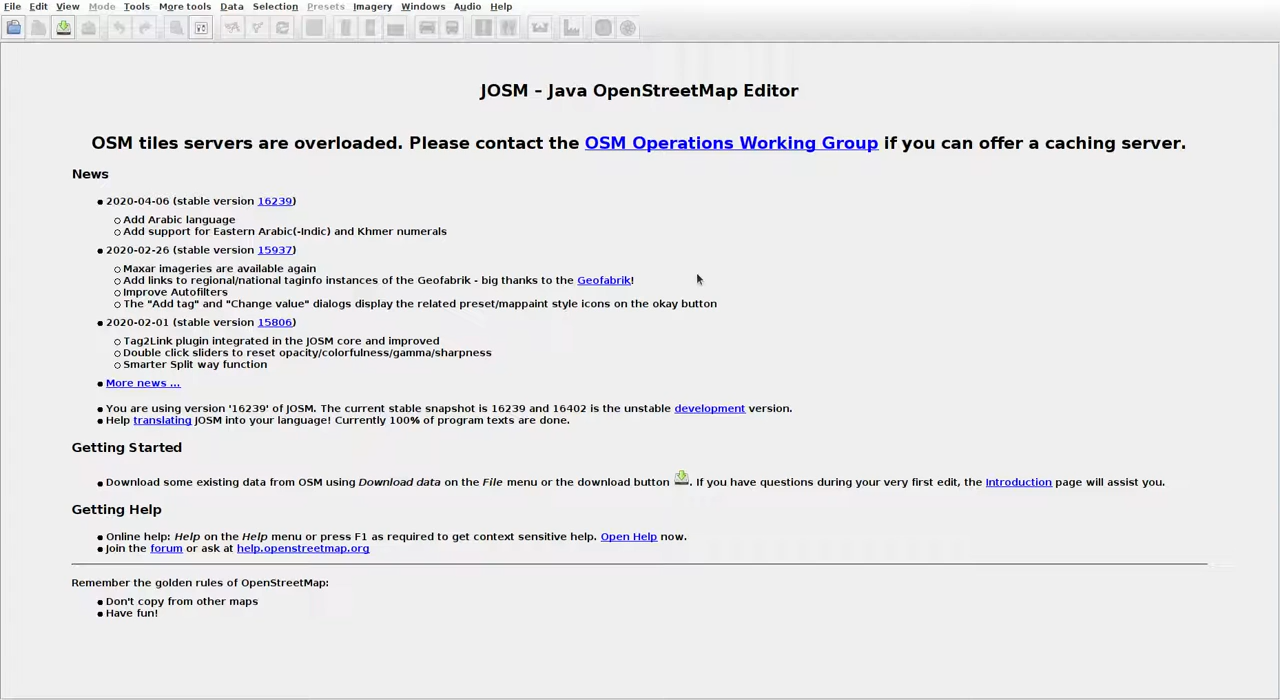 File Edit View Mode Tools More tools Data Selection Presets Imagery Windows Audio Help
JOSM – Java OpenStreetMap Editor
OSM tiles servers are overloaded. Please contact the OSM Operations Working Group if you can offer a caching server.
News
2020-04-06 (stable version 16239)
Add Arabic language
Add support for Eastern Arabic(-Indic) and Khmer numerals
2020-02-26 (stable version 15937)
Maxar imageries are available again
Add links to regional/national taginfo instances of the Geofabrik - big thanks to the Geofabrik!
Improve Autofilters
The "Add tag" and "Change value" dialogs display the related preset/mappaint style icons on the okay button
2020-02-01 (stable version 15806)
Tag2Link plugin integrated in the JOSM core and improved
Double click sliders to reset opacity/colorfulness/gamma/sharpness
Smarter Split way function
More news ...
You are using version '16239' of JOSM. The current stable snapshot is 16239 and 16402 is the unstable development version.
Help translating JOSM into your language! Currently 100% of program texts are done.
Getting Started
Download some existing data from OSM using Download data on the File menu or the download button . If you have questions during your very first edit, the Introduction page will assist you.
Getting Help
Online help: Help on the Help menu or press F1 as required to get context sensitive help. Open Help now.
Join the forum or ask at help.openstreetmap.org
Remember the golden rules of OpenStreetMap:
Don't copy from other maps
Have fun!